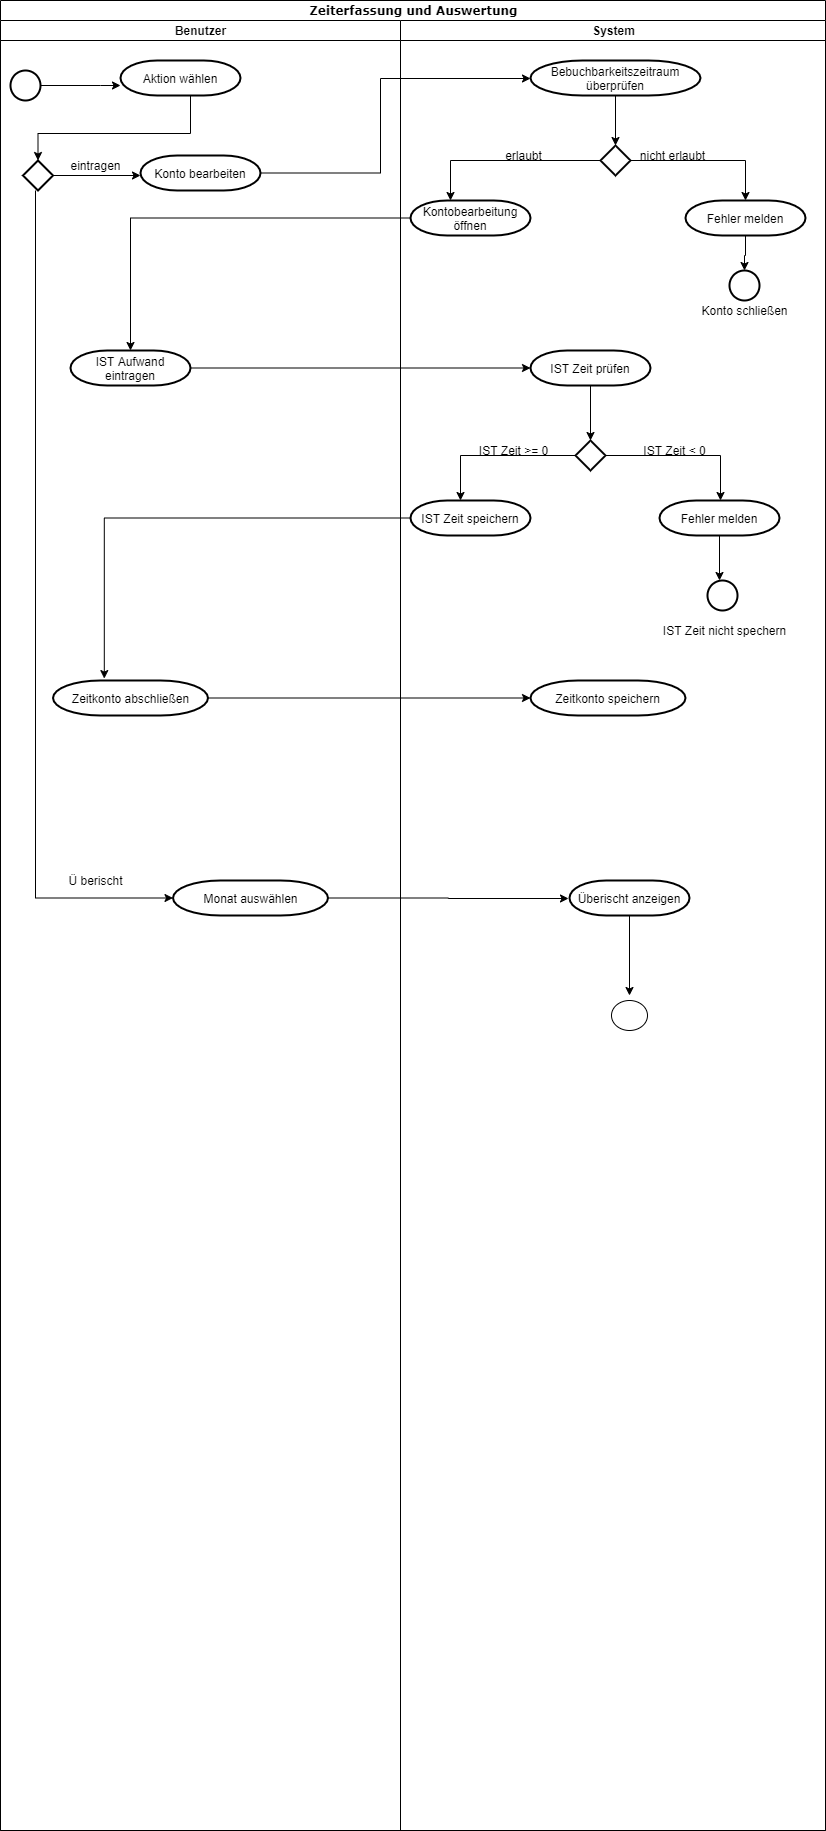 Zeiterfassung und Auswertung
Benutzer
System
Aktion wählen
Bebuchbarkeitszeitraum
überprüfen
eintragen
Konto bearbeiten
erlaubt
nicht erlaubt
Kontobearbeitung
öffnen
Fehler melden
Konto schließen
IST Aufwand
eintragen
IST Zeit prüfen
IST Zeit >= 0
IST Zeit < 0
IST Zeit speichern
Fehler melden
IST Zeit nicht spechern
Zeitkonto abschließen
Zeitkonto speichern
Ü berischt
Monat auswählen
Überischt anzeigen